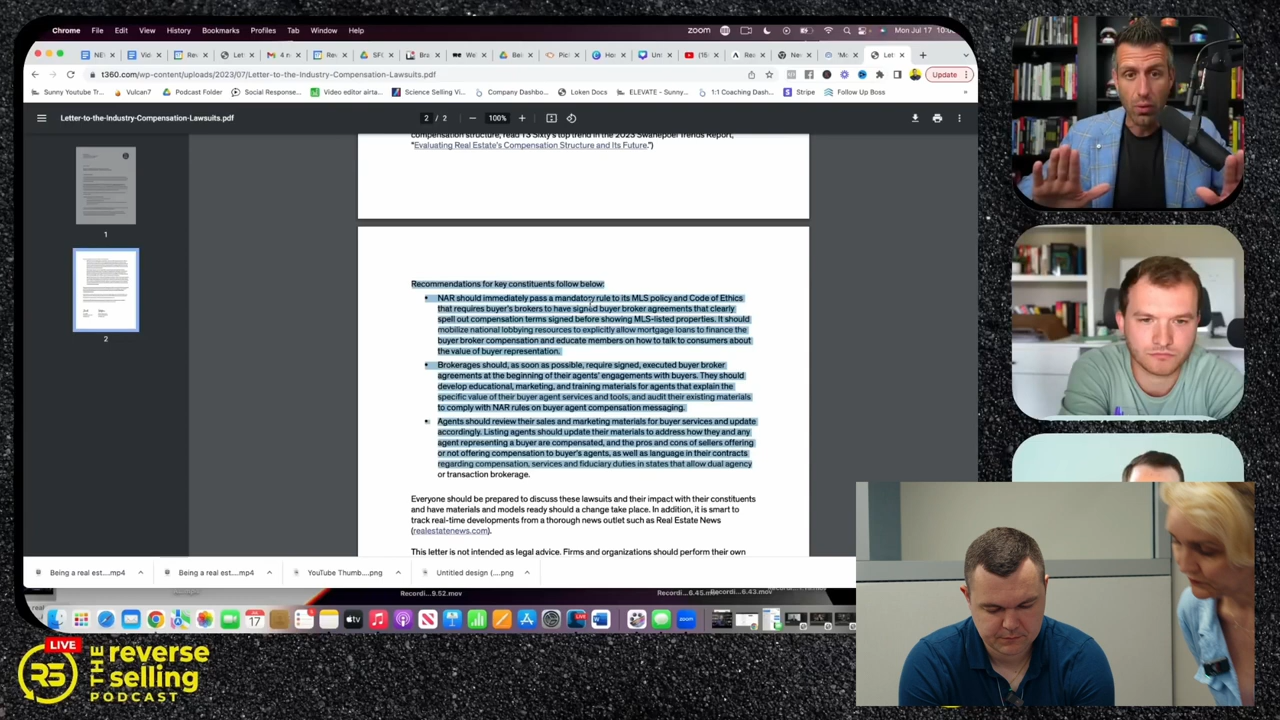 Chrome File Edit View History Bookmarks Profiles Tab Window Help
zoom Mon Jul 17
t360.com/wp-content/uploads/2023/07/Letter-to-the-Industry-Compensation-Lawsuits.pdf
Update
Sunny Youtube Tr... Vulcan7 Podcast Folder Social Response... Video editor airta... Science Selling Vi... Company Dashbo... Loken Docs ELEVATE - Sunny... 1:1 Coaching Dash... Stripe Follow Up Boss
Letter-to-the-Industry-Compensation-Lawsuits.pdf
2 / 2
100%
1
2
compensation structure, read T3 Sixty's top trend in the 2023 Swanepoel Trends Report,
"Evaluating Real Estate's Compensation Structure and Its Future.")
Recommendations for key constituents follow below:
• NAR should immediately pass a mandatory rule to its MLS policy and Code of Ethics
that requires buyer's brokers to have signed buyer broker agreements that clearly
spell out compensation terms signed before showing MLS-listed properties. It should
mobilize national lobbying resources to explicitly allow mortgage loans to finance the
buyer broker compensation and educate members on how to talk to consumers about
the value of buyer representation.
• Brokerages should, as soon as possible, require signed, executed buyer broker
agreements at the beginning of their agents' engagements with buyers. They should
develop educational, marketing, and training materials for agents that explain the
specific value of their buyer agent services and tools, and audit their existing materials
to comply with NAR rules on buyer agent compensation messaging.
• Agents should review their sales and marketing materials for buyer services and update
accordingly. Listing agents should update their materials to address how they and any
agent representing a buyer are compensated, and the pros and cons of sellers offering
or not offering compensation to buyer's agents, as well as language in their contracts
regarding compensation, services and fiduciary duties in states that allow dual agency
or transaction brokerage.
Everyone should be prepared to discuss these lawsuits and their impact with their constituents
and have materials and models ready should a change take place. In addition, it is smart to
track real-time developments from a thorough news outlet such as Real Estate News
(realestatenews.com).
This letter is not intended as legal advice. Firms and organizations should perform their own
Being a real est....mp4 Being a real est....mp4 YouTube Thumb....png Untitled design (....png
Recordi...9.52.mov
LIVE
RS THE reverse
selling
PODCAST